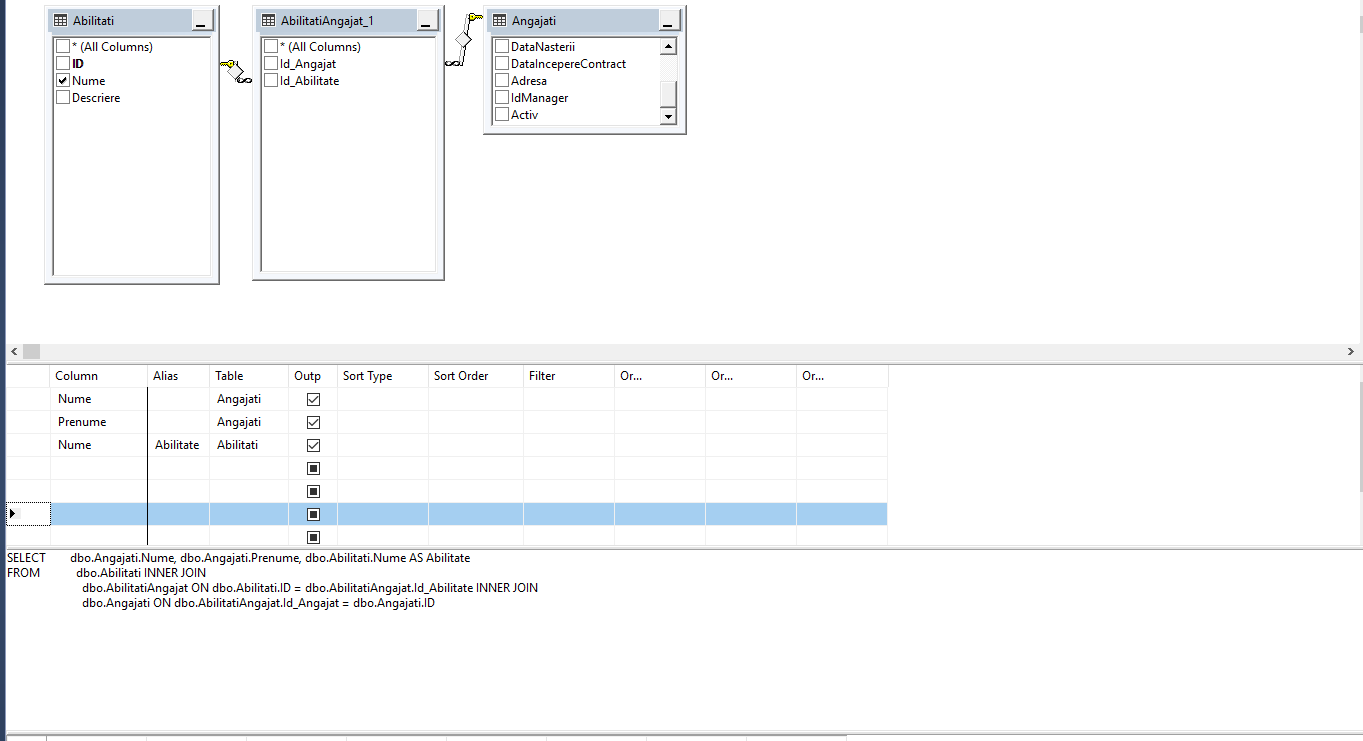 Abilitati
* (All Columns)
ID
Nume
Descriere
AbilitatiAngajat_1
* (All Columns)
Id_Angajat
Id_Abilitate
Angajati
DataNasterii
DataIncepereContract
Adresa
IdManager
Activ
Column Alias Table Outp Sort Type Sort Order Filter Or... Or... Or...
Nume Angajati
Prenume Angajati
Nume Abilitate Abilitati
SELECT dbo.Angajati.Nume, dbo.Angajati.Prenume, dbo.Abilitati.Nume AS Abilitate
FROM dbo.Abilitati INNER JOIN
dbo.AbilitatiAngajat ON dbo.Abilitati.ID = dbo.AbilitatiAngajat.Id_Abilitate INNER JOIN
dbo.Angajati ON dbo.AbilitatiAngajat.Id_Angajat = dbo.Angajati.ID